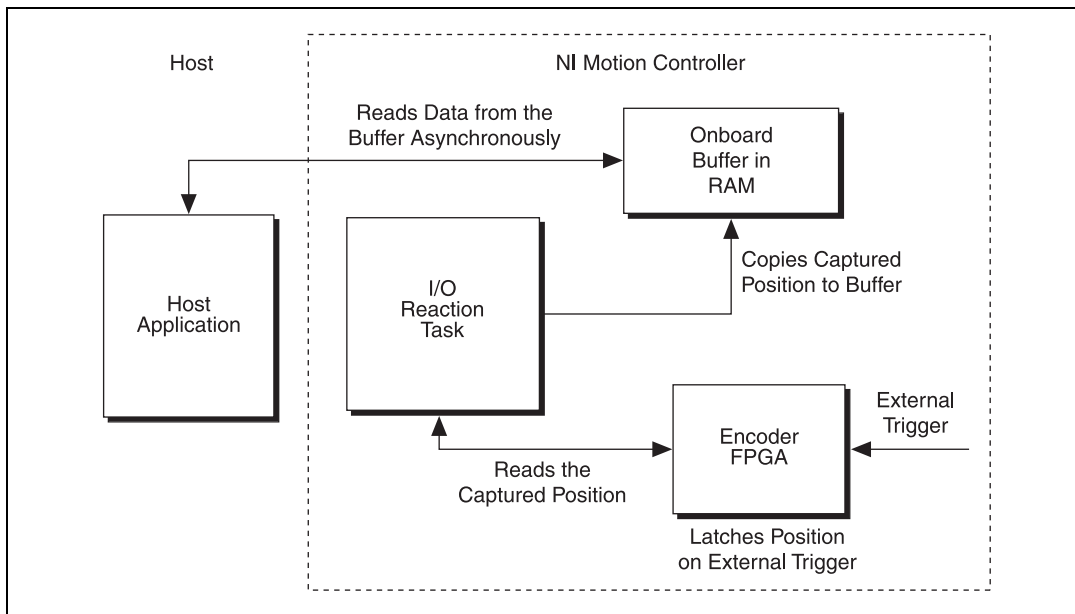 Host
NI Motion Controller
Reads Data from the
Buffer Asynchronously
Onboard
Buffer in
RAM
Host
Application
I/O
Reaction
Task
Copies Captured
Position to Buffer
External
Trigger
Encoder
FPGA
Reads the
Captured Position
Latches Position
on External Trigger